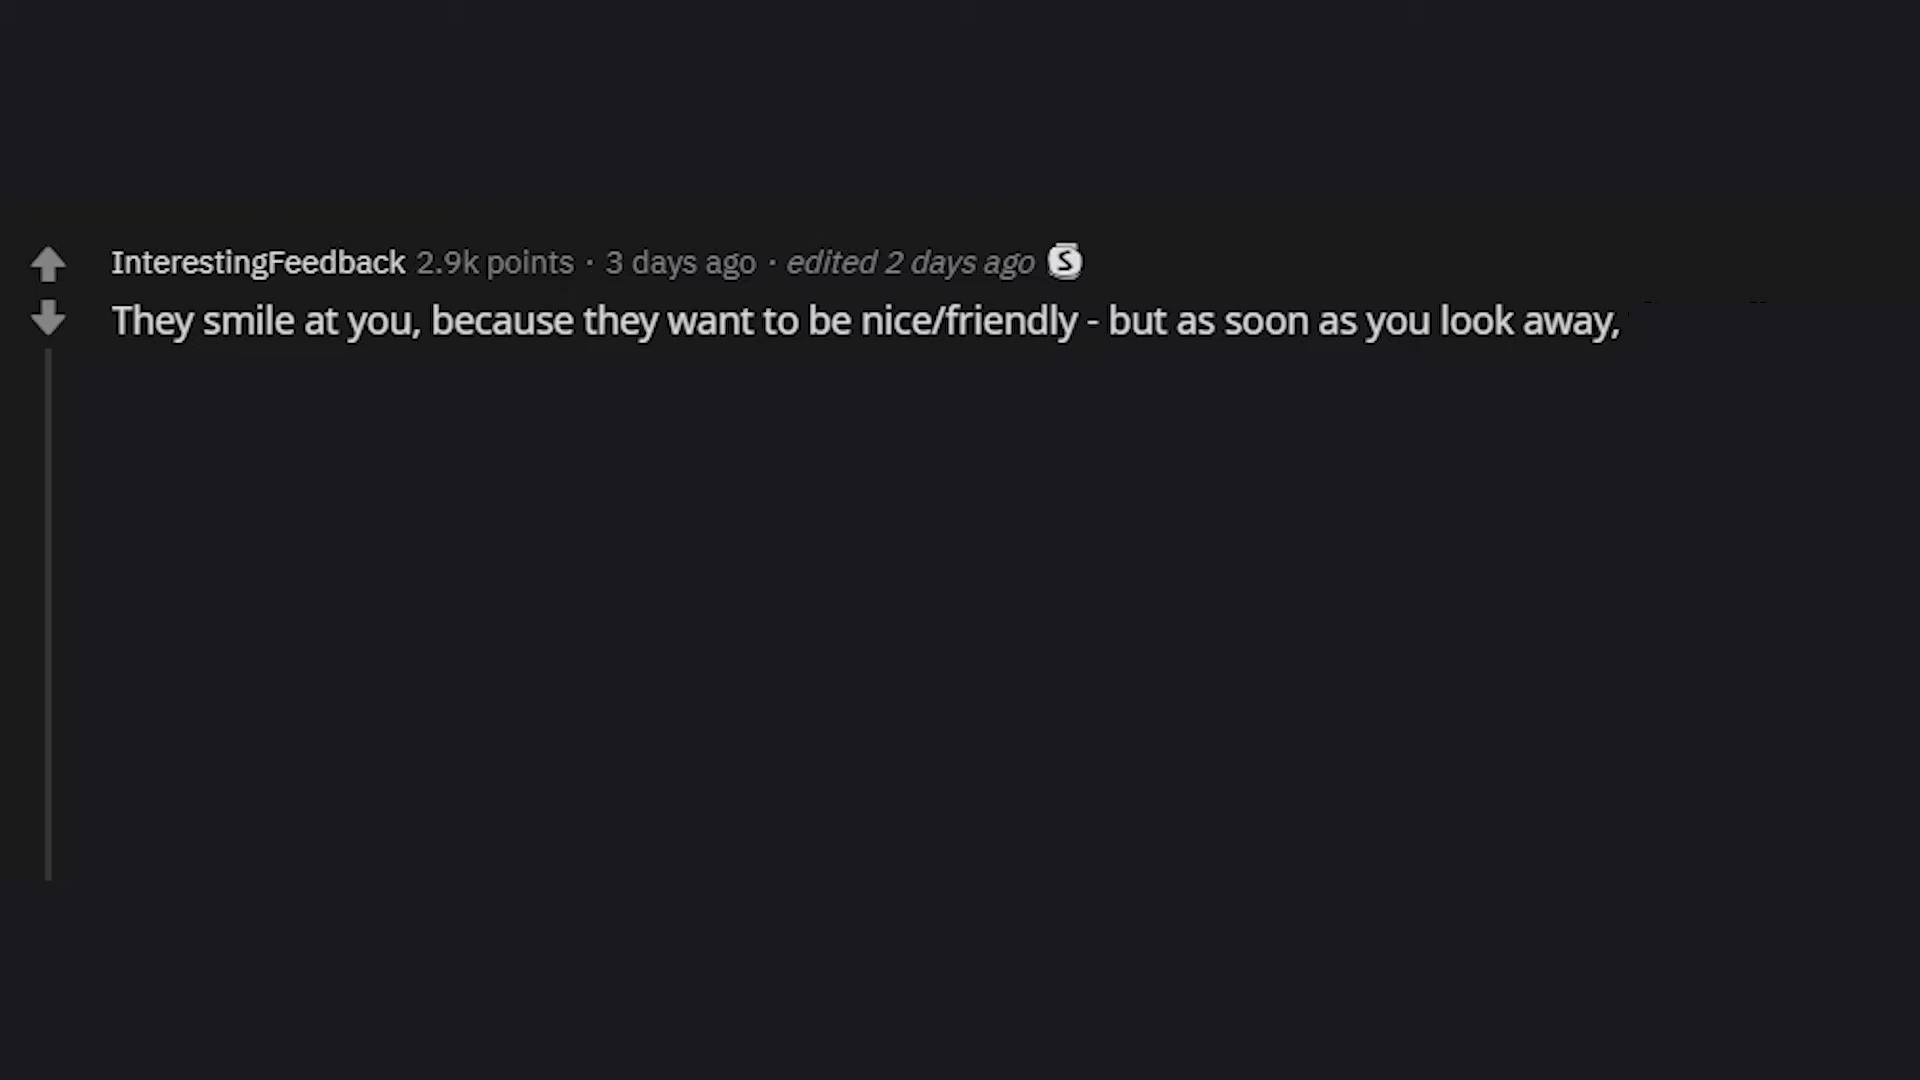 InterestingFeedback 2.9k points · 3 days ago · edited 2 days ago S
They smile at you, because they want to be nice/friendly - but as soon as you look away,